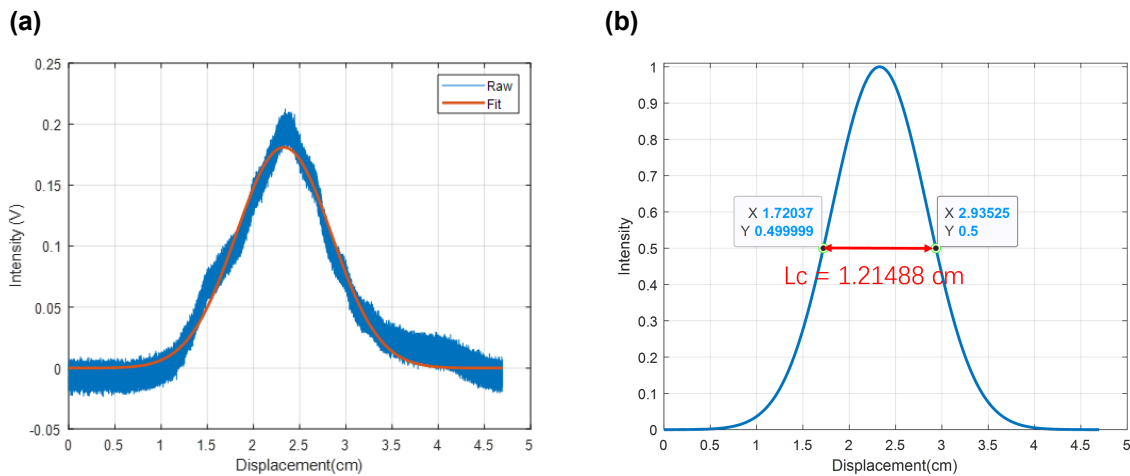 (a)
0.25
0.2
0.15
0.1
0.05
0
-0.05
Intensity (V)
Raw
Fit
0 0.5 1 1.5 2 2.5 3 3.5 4 4.5 5
Displacement(cm)
(b)
1
0.9
0.8
0.7
0.6
0.5
0.4
0.3
0.2
0.1
0
Intensity
X 1.72037
Y 0.499999
X 2.93525
Y 0.5
Lc = 1.21488 cm
0 0.5 1 1.5 2 2.5 3 3.5 4 4.5 5
Displacement(cm)